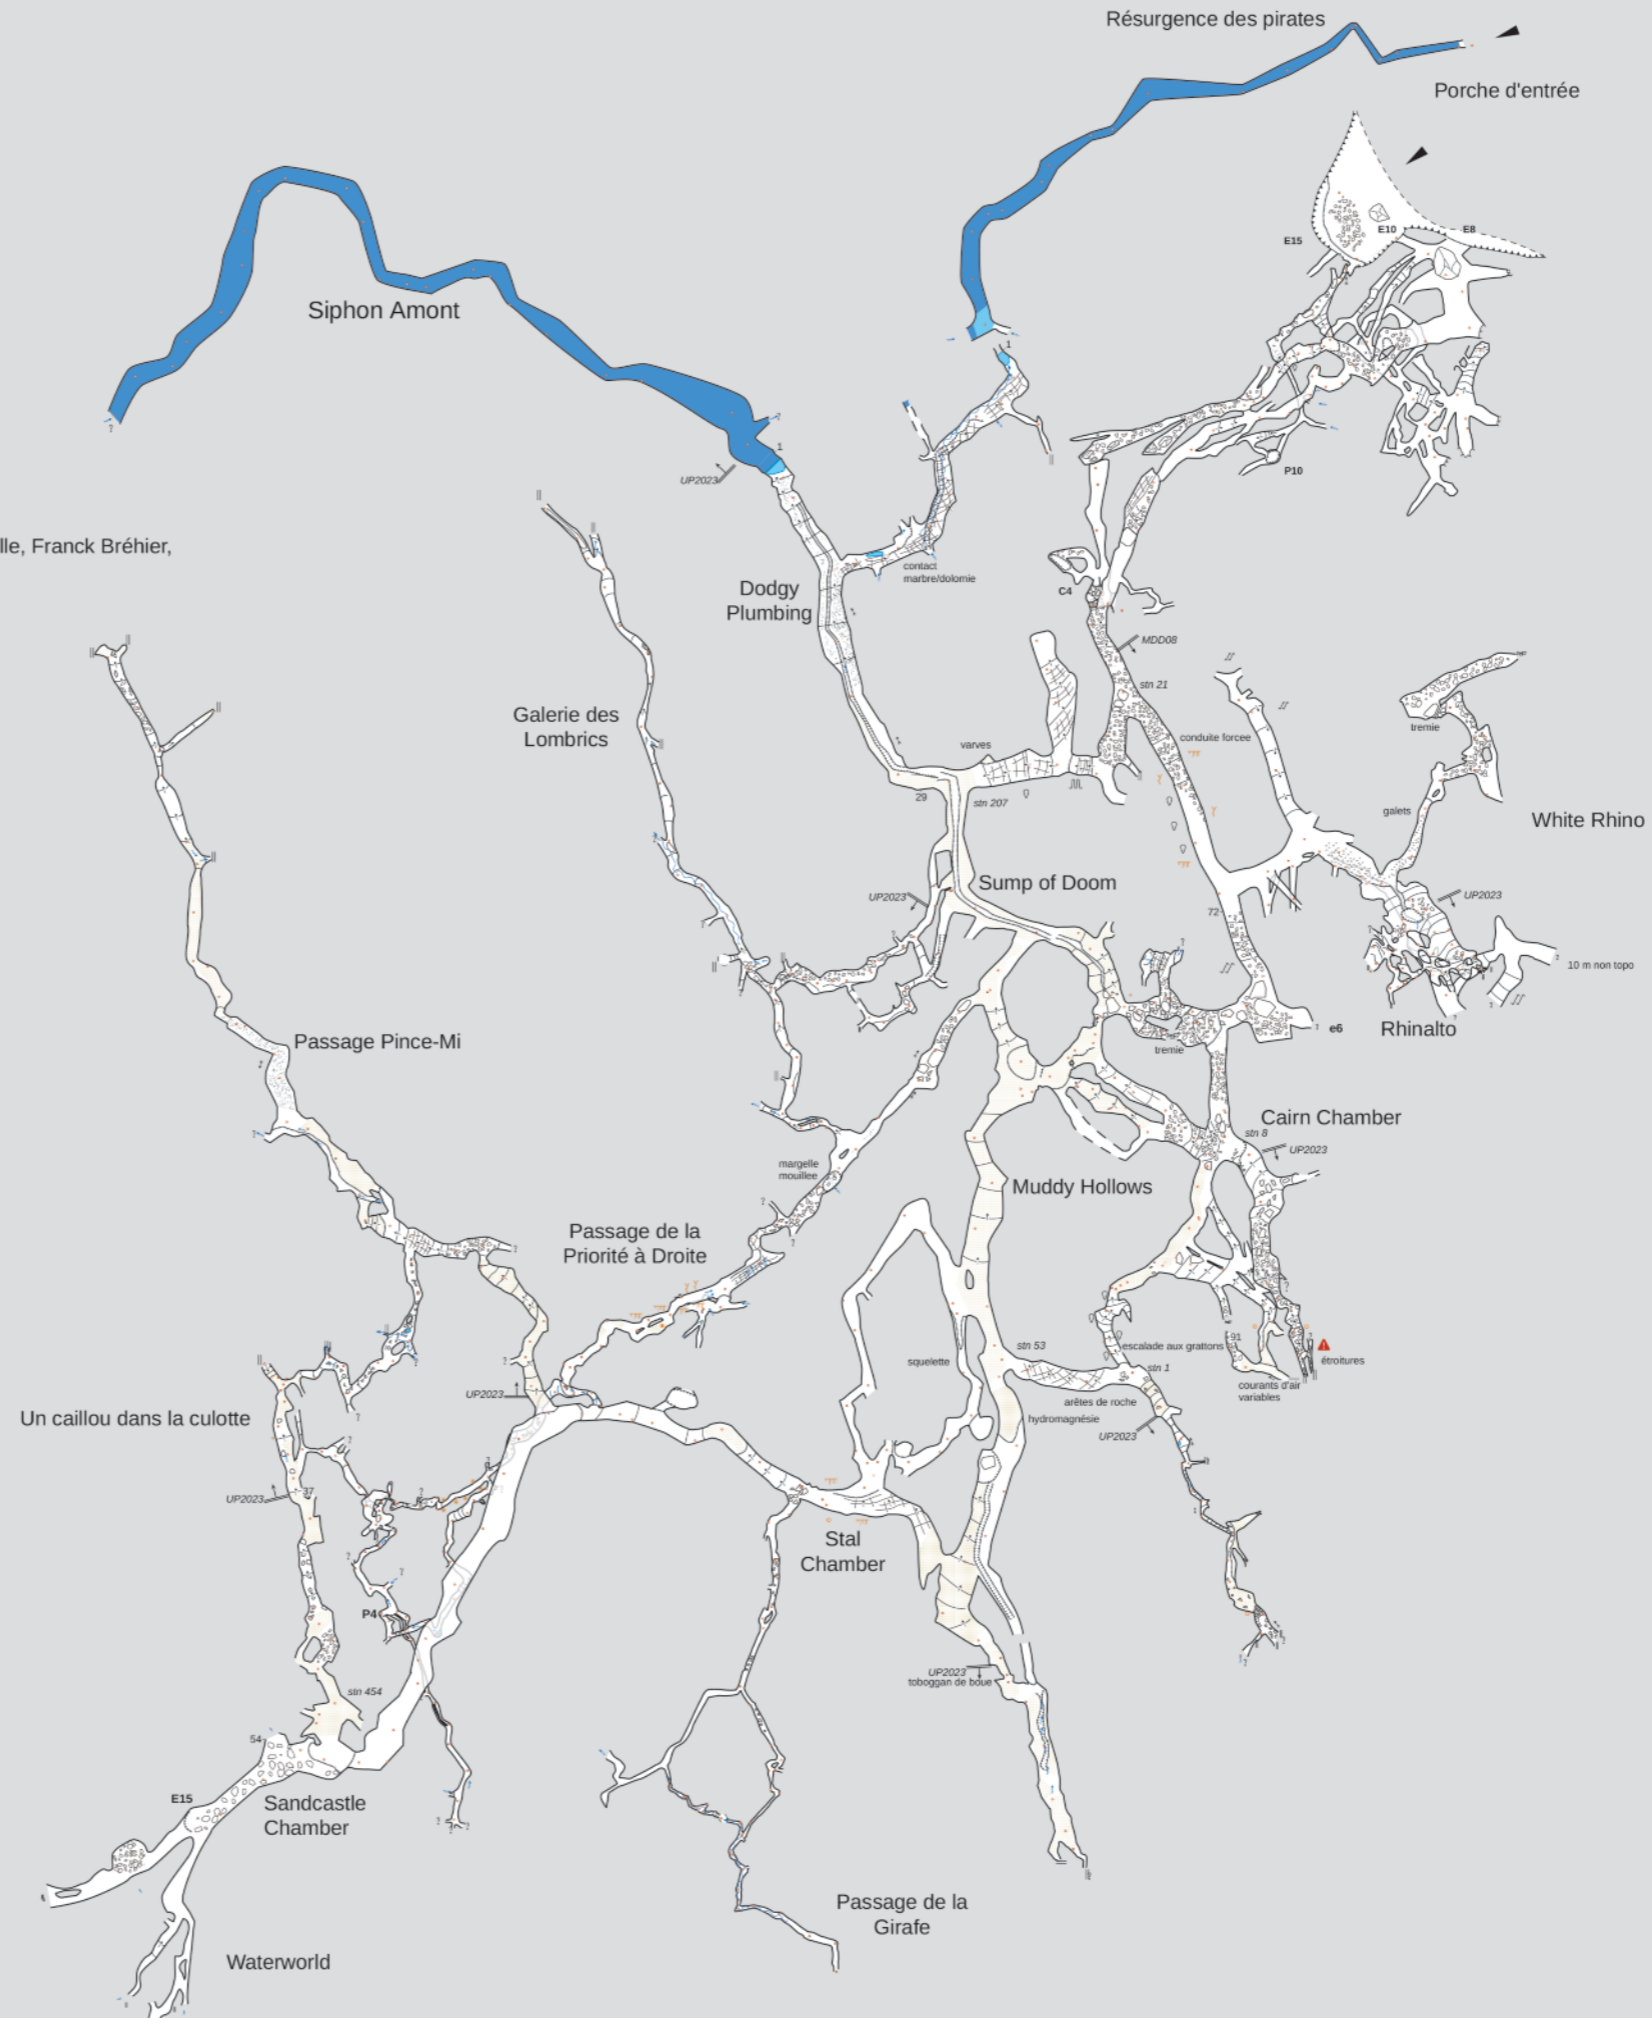 Résurgence des pirates
Porche d'entrée
E15
E10
E8
Siphon Amont
?
?
1
1
UP2023
P10
lle, Franck Bréhier,
contact
marbre/dolomie
Dodgy
Plumbing
C4
MDD08
stn 21
Galerie des
Lombrics
varves
conduite forcee
tremie
29
stn 207
galets
White Rhino
Sump of Doom
UP2023
UP2023
72
10 m non topo
Passage Pince-Mi
tremie
e6
Rhinalto
Cairn Chamber
stn 8
UP2023
margelle
mouillee
Muddy Hollows
Passage de la
Priorité à Droite
squelette
stn 53
escalade aux grattons
91
étroitures
stn 1
courants d'air
variables
arêtes de roche
hydromagnésie
UP2023
UP2023
Un caillou dans la culotte
UP2023
37
Stal
Chamber
P4
UP2023
toboggan de boue
stn 454
54
E15
Sandcastle
Chamber
Passage de la
Girafe
Waterworld